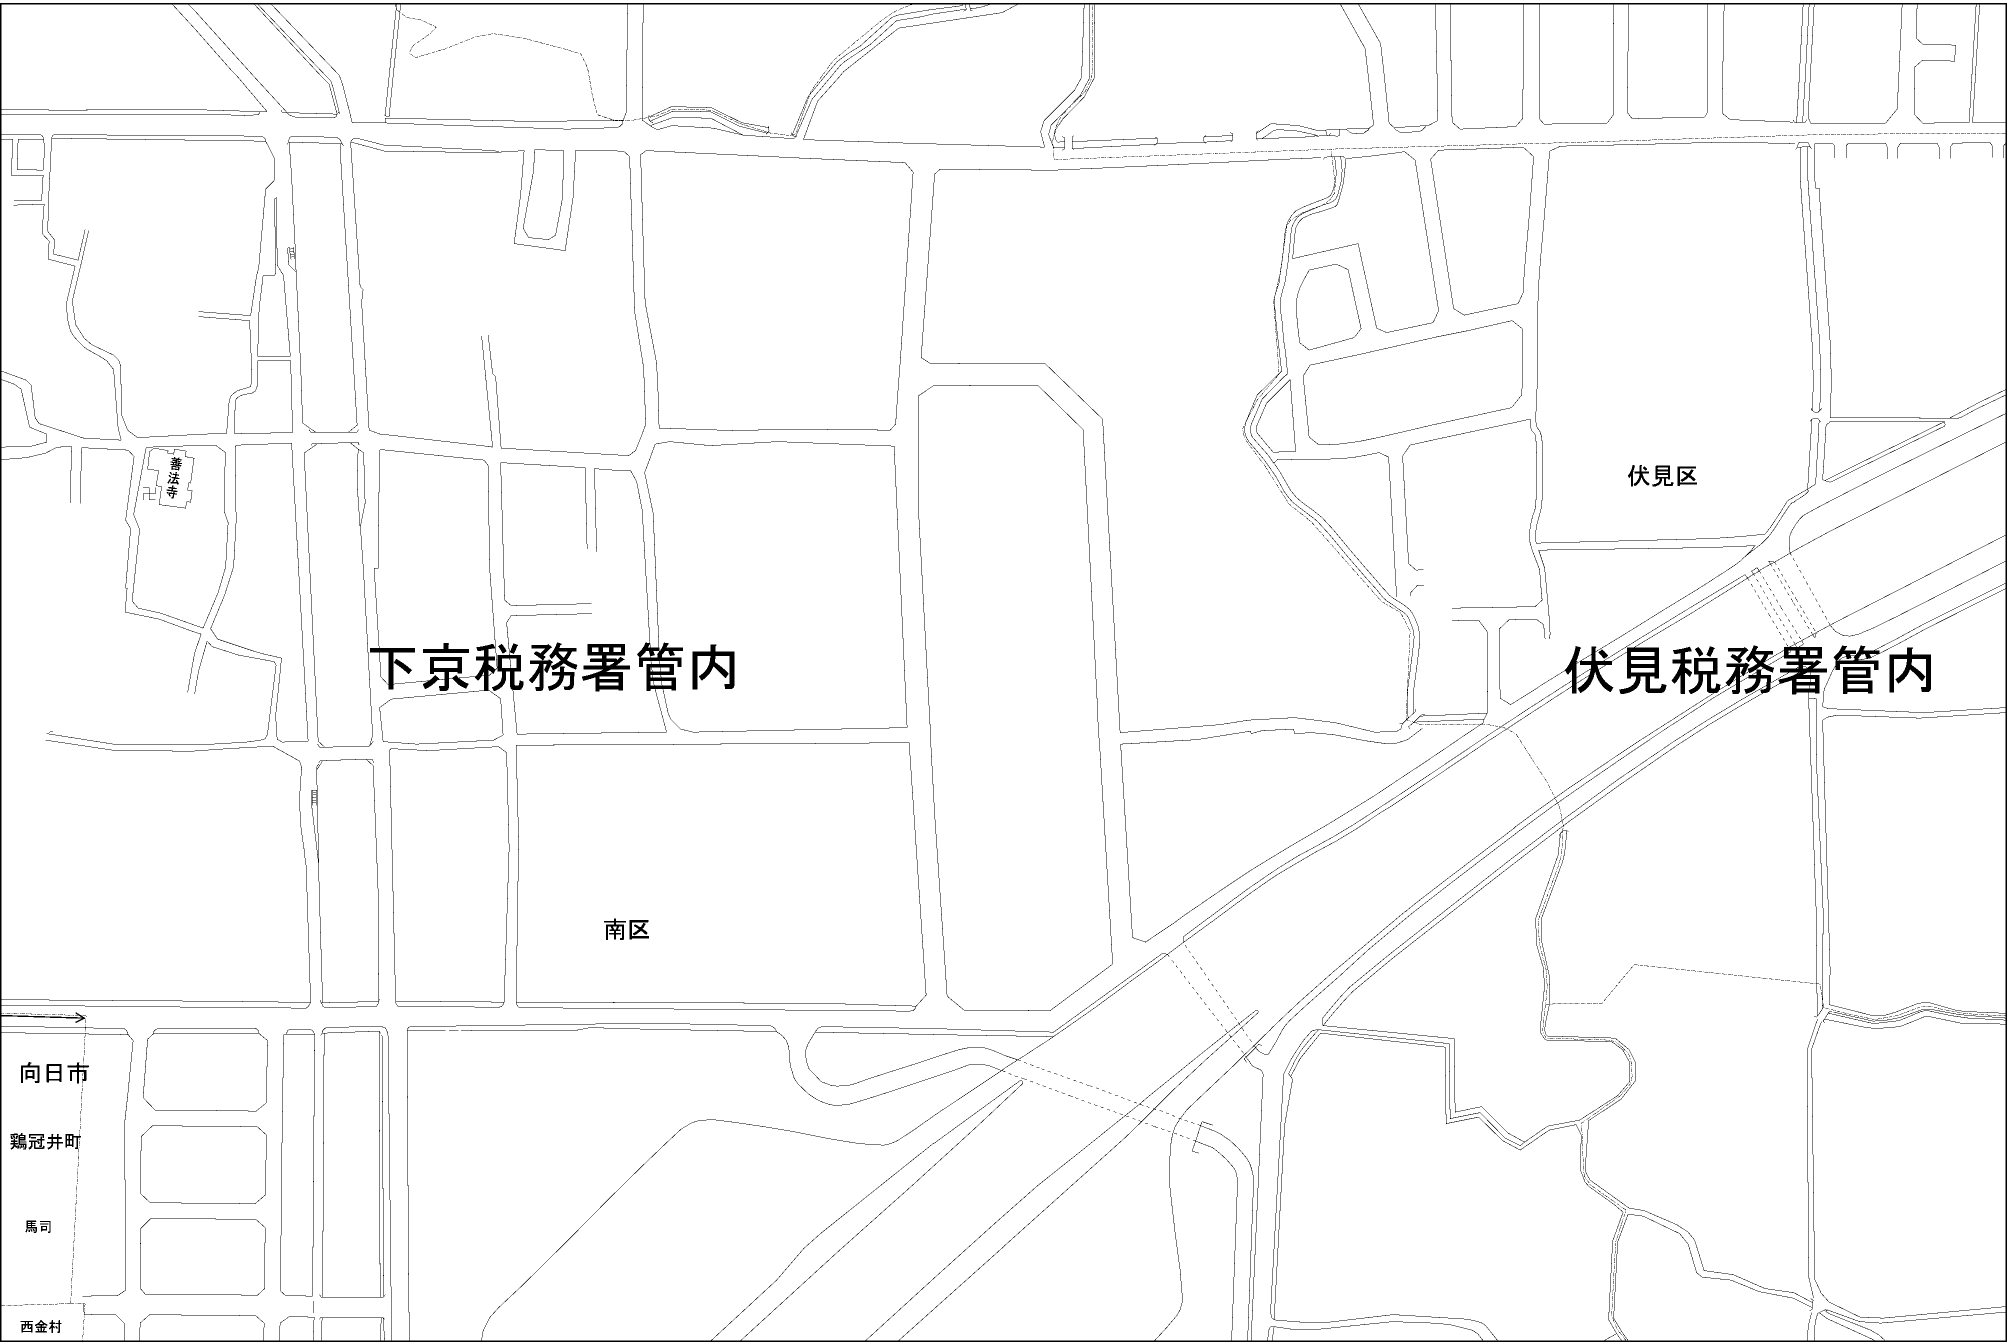 善法寺
伏見区
下京税務署管内
伏見税務署管内
南区
向日市
鶏冠井町
馬司
西金村